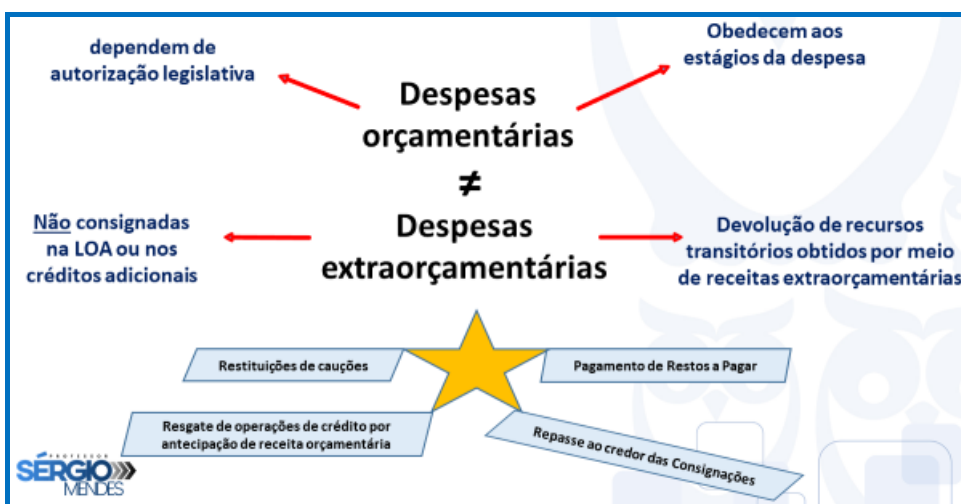 dependem de
autorização legislativa
Obedecem aos
estágios da despesa
Despesas
orçamentárias
≠
Despesas
extraorçamentárias
Não consignadas
na LOA ou nos
créditos adicionais
Devolução de recursos
transitórios obtidos por meio
de receitas extraorçamentárias
Restituições de cauções
Pagamento de Restos a Pagar
Resgate de operações de crédito por
antecipação de receita orçamentária
Repasse ao credor das Consignações
PROFESSOR
SÉRGIO
MENDES